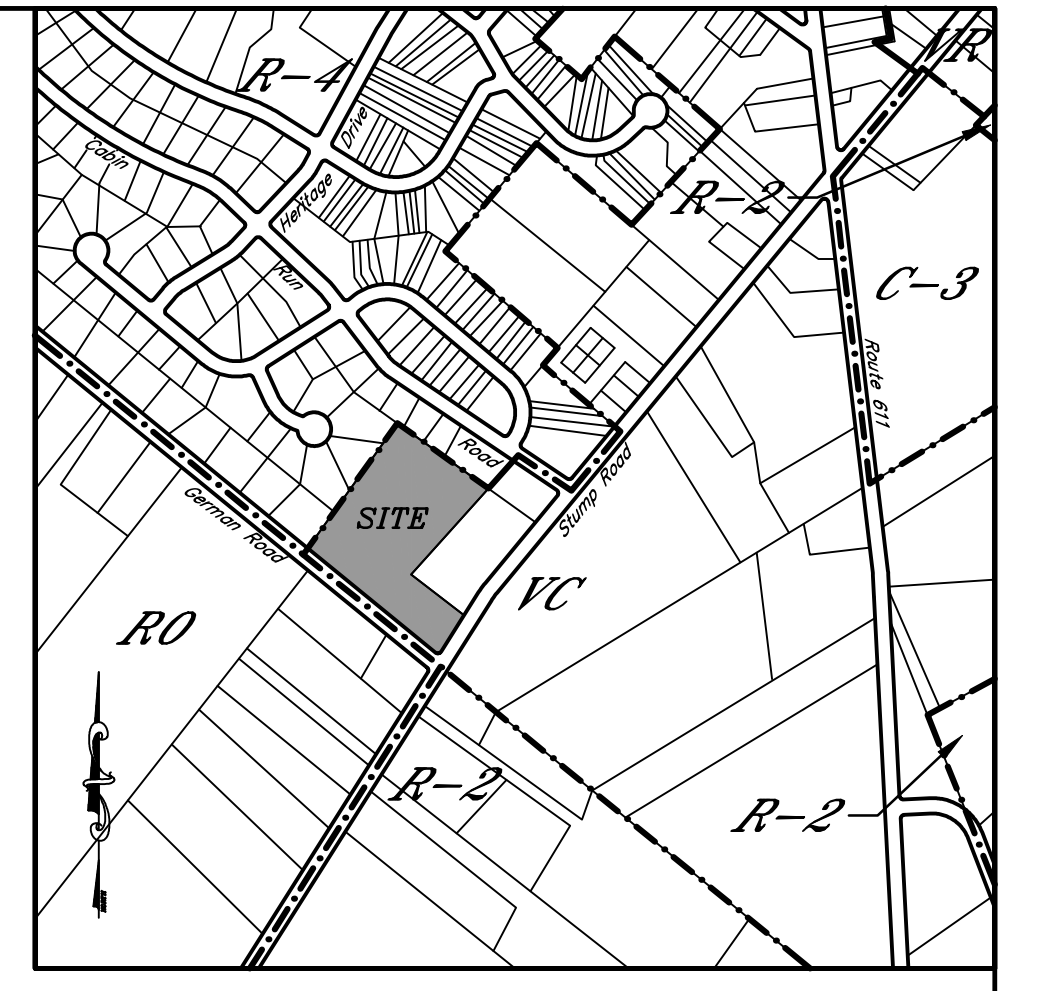 VR
R-4
Drive
Cabin
R-2
Heritage
Run
C-3
Route 611
Road
Stump Road
SITE
German Road
VC
RO
R-2
R-2